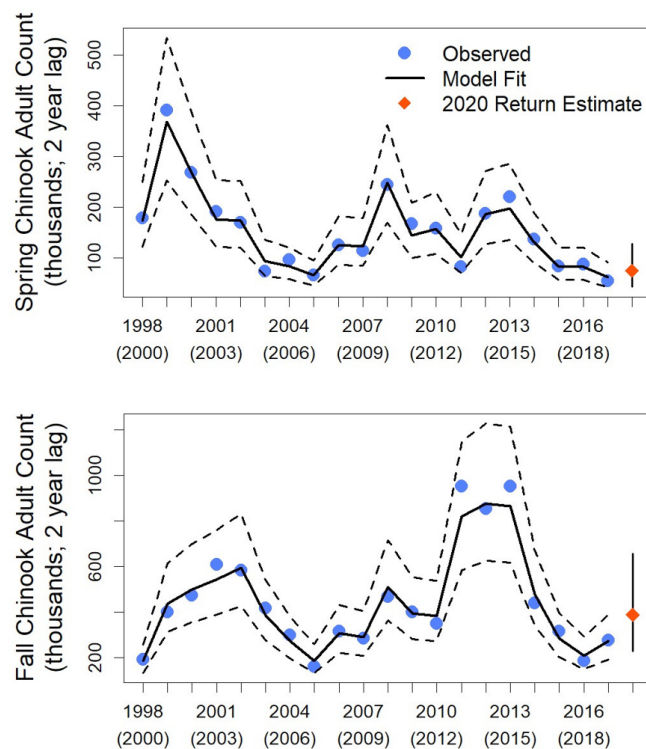 Spring Chinook Adult Count
(thousands; 2 year lag)
500
400
300
200
100
Observed
Model Fit
2020 Return Estimate
1998 2001 2004 2007 2010 2013 2016
(2000) (2003) (2006) (2009) (2012) (2015) (2018)
Fall Chinook Adult Count
(thousands; 2 year lag)
1000
600
200
1998 2001 2004 2007 2010 2013 2016
(2000) (2003) (2006) (2009) (2012) (2015) (2018)